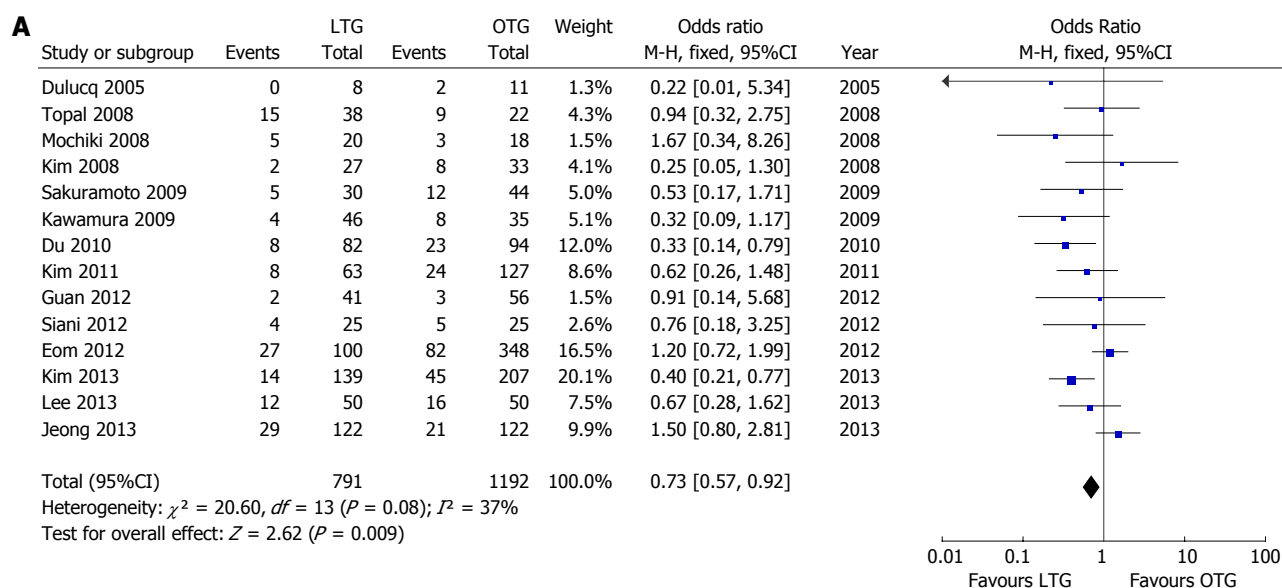 A
LTG OTG Weight Odds ratio Odds Ratio
Study or subgroup Events Total Events Total M-H, fixed, 95%CI Year M-H, fixed, 95%CI
Dulucq 2005 0 8 2 11 1.3% 0.22 [0.01, 5.34] 2005
Topal 2008 15 38 9 22 4.3% 0.94 [0.32, 2.75] 2008
Mochiki 2008 5 20 3 18 1.5% 1.67 [0.34, 8.26] 2008
Kim 2008 2 27 8 33 4.1% 0.25 [0.05, 1.30] 2008
Sakuramoto 2009 5 30 12 44 5.0% 0.53 [0.17, 1.71] 2009
Kawamura 2009 4 46 8 35 5.1% 0.32 [0.09, 1.17] 2009
Du 2010 8 82 23 94 12.0% 0.33 [0.14, 0.79] 2010
Kim 2011 8 63 24 127 8.6% 0.62 [0.26, 1.48] 2011
Guan 2012 2 41 3 56 1.5% 0.91 [0.14, 5.68] 2012
Siani 2012 4 25 5 25 2.6% 0.76 [0.18, 3.25] 2012
Eom 2012 27 100 82 348 16.5% 1.20 [0.72, 1.99] 2012
Kim 2013 14 139 45 207 20.1% 0.40 [0.21, 0.77] 2013
Lee 2013 12 50 16 50 7.5% 0.67 [0.28, 1.62] 2013
Jeong 2013 29 122 21 122 9.9% 1.50 [0.80, 2.81] 2013
Total (95%CI) 791 1192 100.0% 0.73 [0.57, 0.92]
Heterogeneity: χ² = 20.60, df = 13 (P = 0.08); I² = 37%
Test for overall effect: Z = 2.62 (P = 0.009)
0.01 0.1 1 10 100
Favours LTG Favours OTG